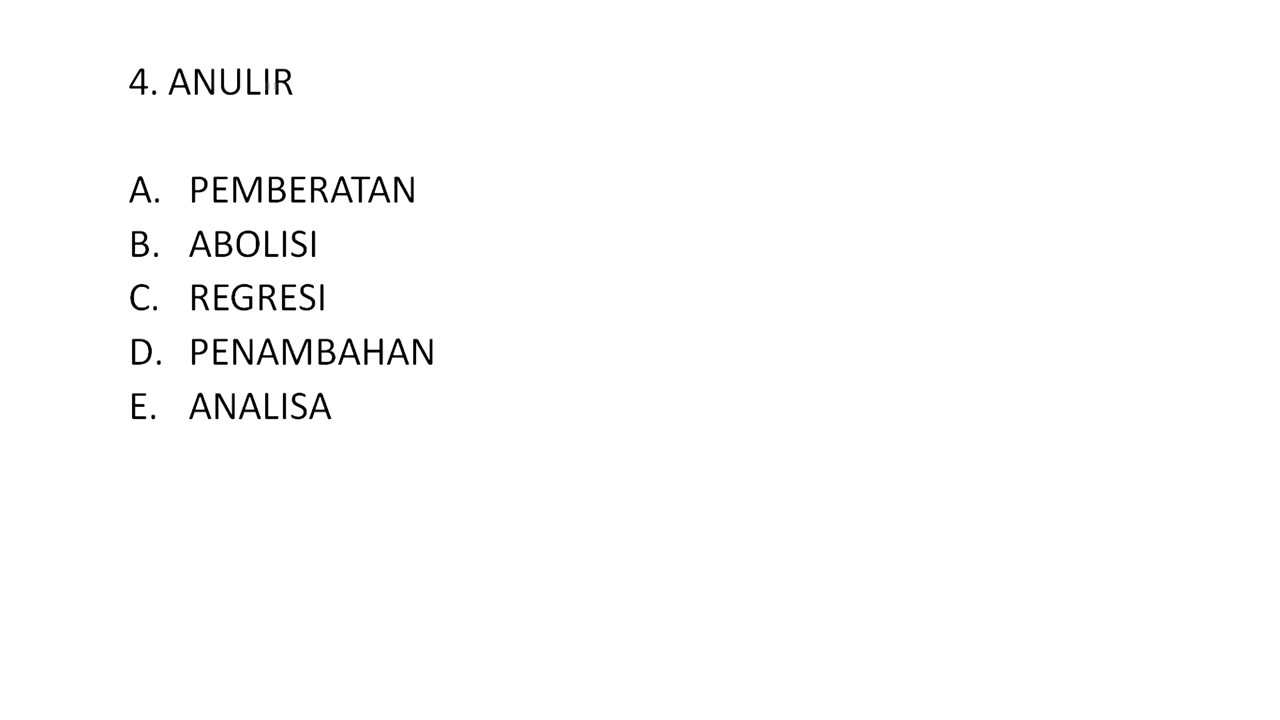 4. ANULIR
A. PEMBERATAN
B. ABOLISI
C. REGRESI
D. PENAMBAHAN
E. ANALISA